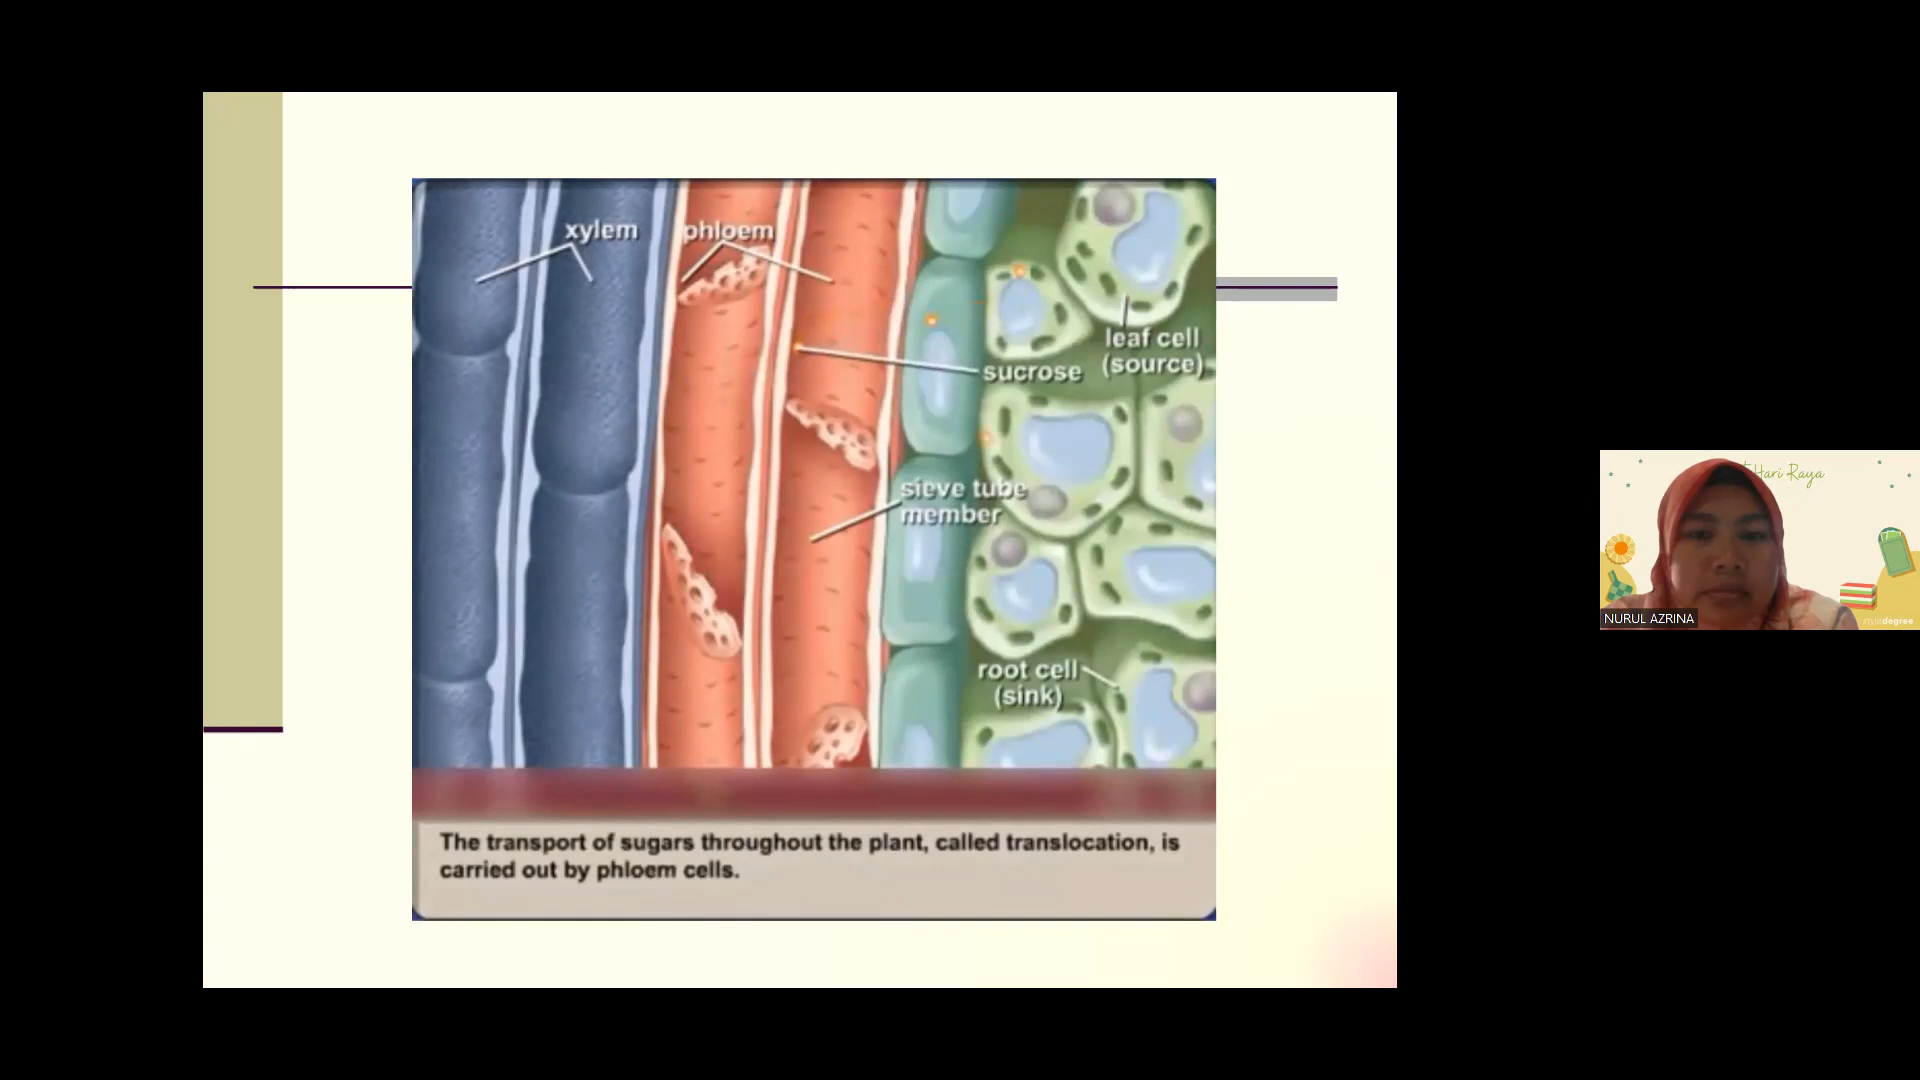 xylem
phloem
leaf cell
(source)
sucrose
sieve tube
member
root cell
(sink)
The transport of sugars throughout the plant, called translocation, is
carried out by phloem cells.
Hari Raya
NURUL AZRINA
styledegree